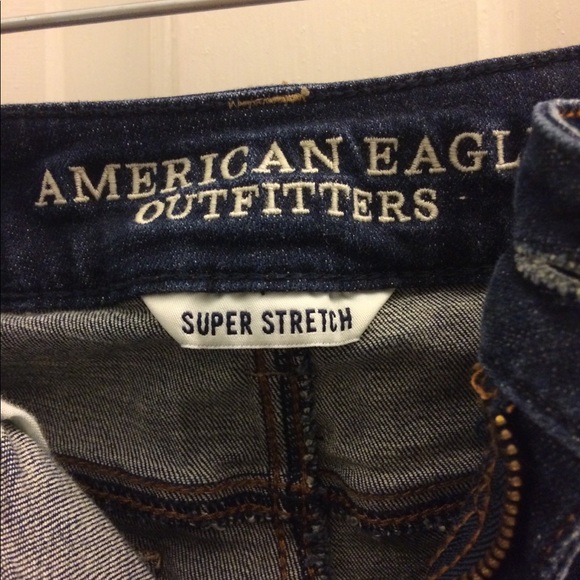 AMERICAN EAGL
OUTFITTERS
SUPER STRETCH